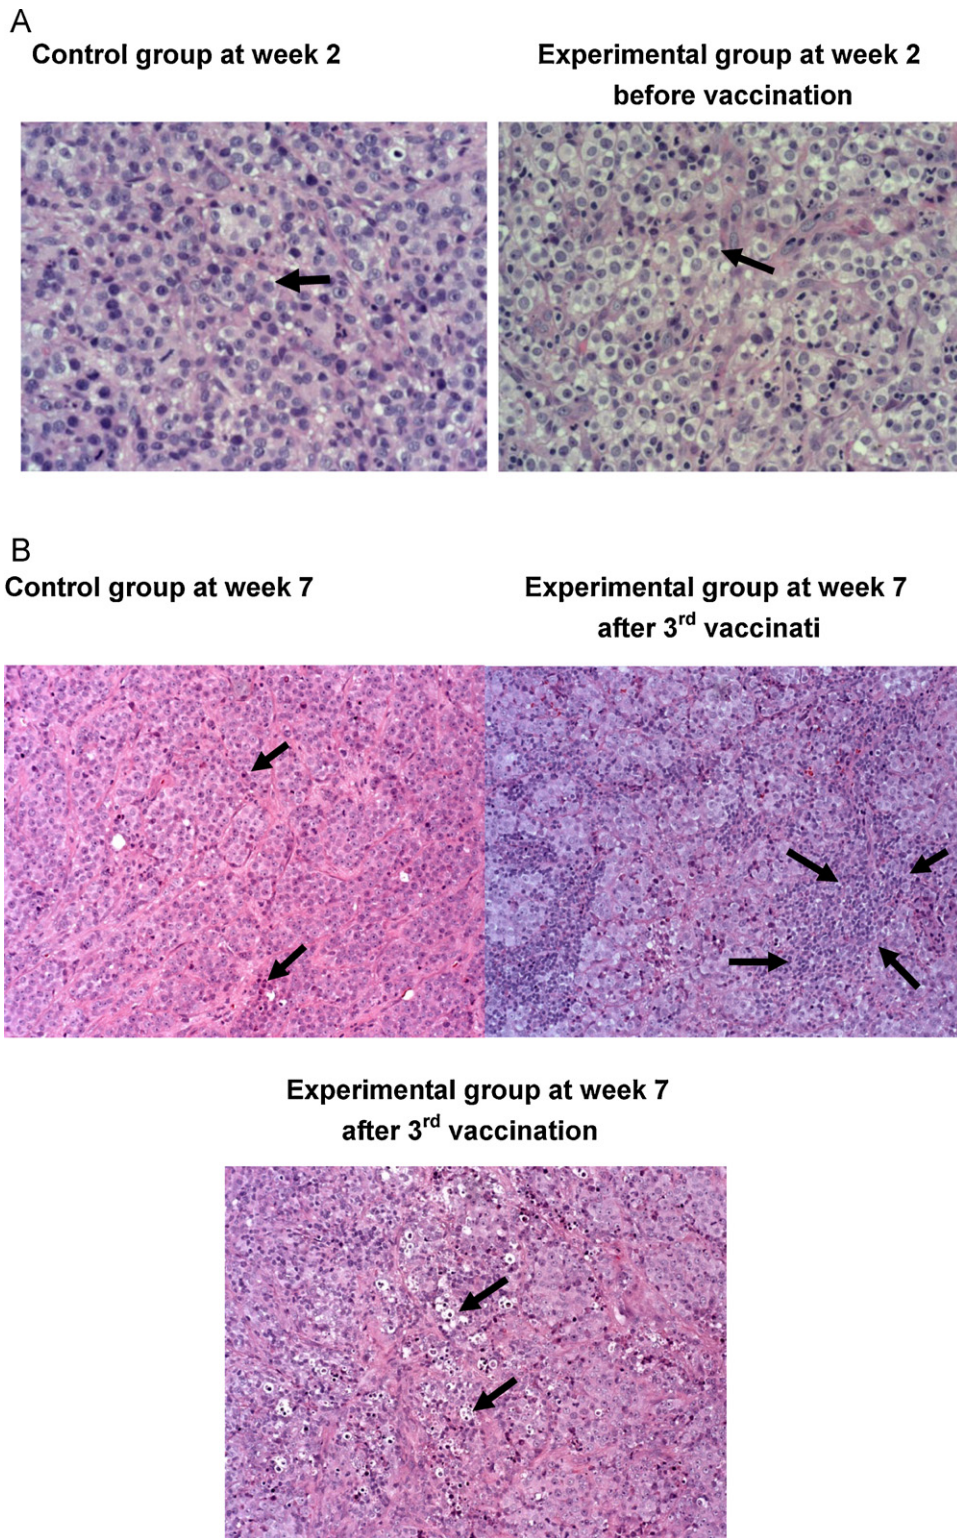 A
Control group at week 2
Experimental group at week 2
before vaccination
B
Control group at week 7
Experimental group at week 7
after 3rd vaccinati
Experimental group at week 7
after 3rd vaccination